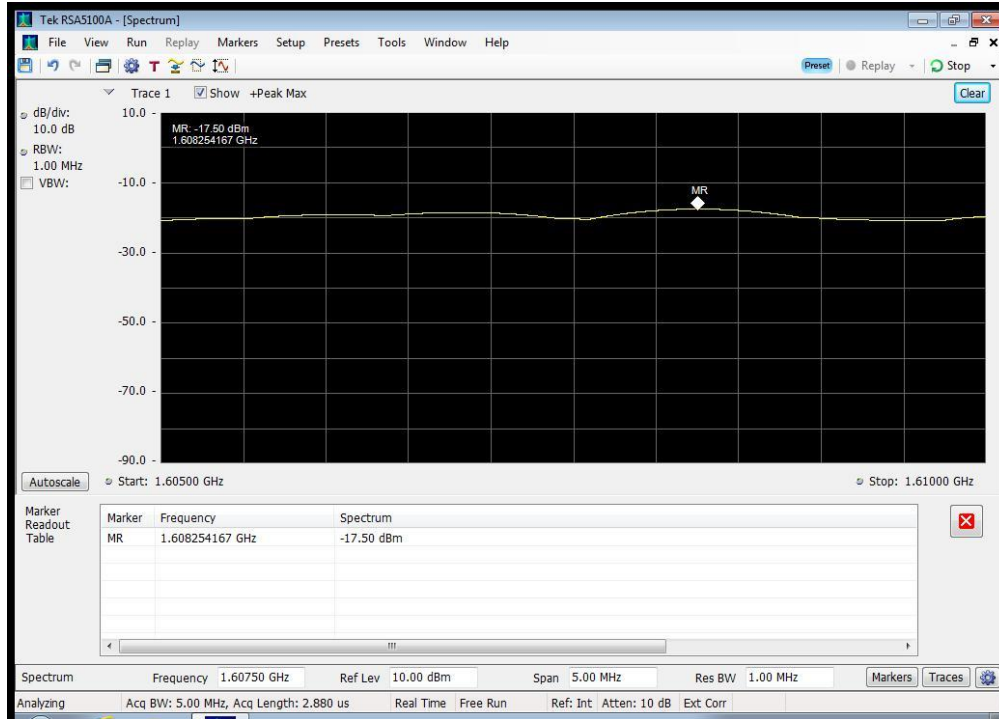 Tek RSA5100A - [Spectrum]
File View Run Replay Markers Setup Presets Tools Window Help
Preset Replay Stop
Trace 1 Show +Peak Max Clear
dB/div:
10.0 dB
RBW:
1.00 MHz
VBW:
10.0
MR: -17.50 dBm
1.608254167 GHz
-10.0
MR
-30.0
-50.0
-70.0
-90.0
Autoscale Start: 1.60500 GHz Stop: 1.61000 GHz
Marker
Readout
Table
Marker Frequency Spectrum
MR 1.608254167 GHz -17.50 dBm
Spectrum Frequency 1.60750 GHz Ref Lev 10.00 dBm Span 5.00 MHz Res BW 1.00 MHz Markers Traces
Analyzing Acq BW: 5.00 MHz, Acq Length: 2.880 us Real Time Free Run Ref: Int Atten: 10 dB Ext Corr